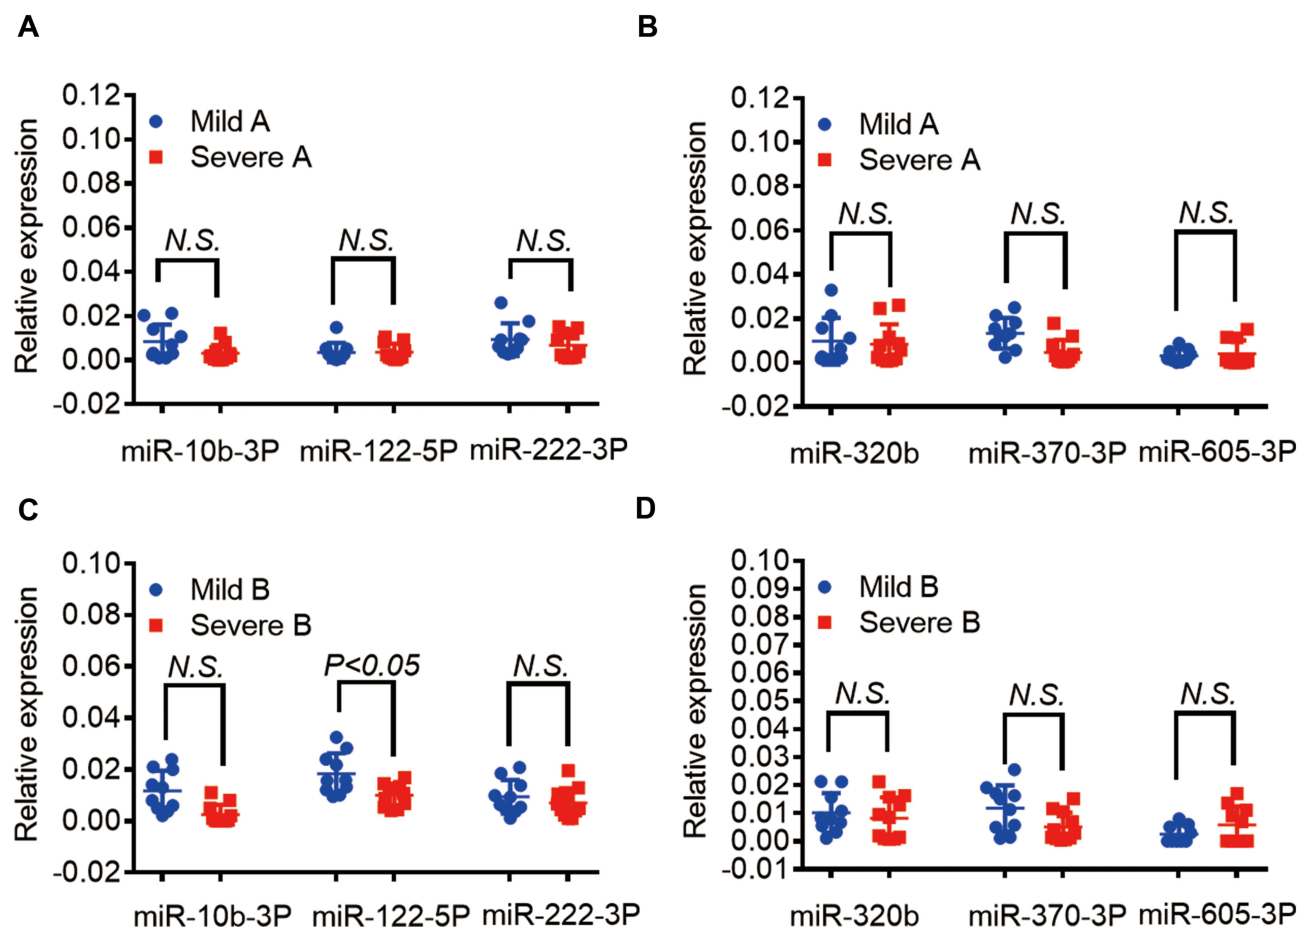 A
0.12
0.10
0.08
0.06
0.04
0.02
0.00
-0.02
Relative expression
Mild A
Severe A
N.S.
N.S.
N.S.
miR-10b-3P
miR-122-5P
miR-222-3P
B
0.12
0.10
0.08
0.06
0.04
0.02
0.00
-0.02
Relative expression
Mild A
Severe A
N.S.
N.S.
N.S.
miR-320b
miR-370-3P
miR-605-3P
C
0.10
0.08
0.06
0.04
0.02
0.00
-0.02
Relative expression
Mild B
Severe B
N.S.
P<0.05
N.S.
miR-10b-3P
miR-122-5P
miR-222-3P
D
0.10
0.09
0.08
0.07
0.06
0.05
0.04
0.03
0.02
0.01
0.00
-0.01
Relative expression
Mild B
Severe B
N.S.
N.S.
N.S.
miR-320b
miR-370-3P
miR-605-3P